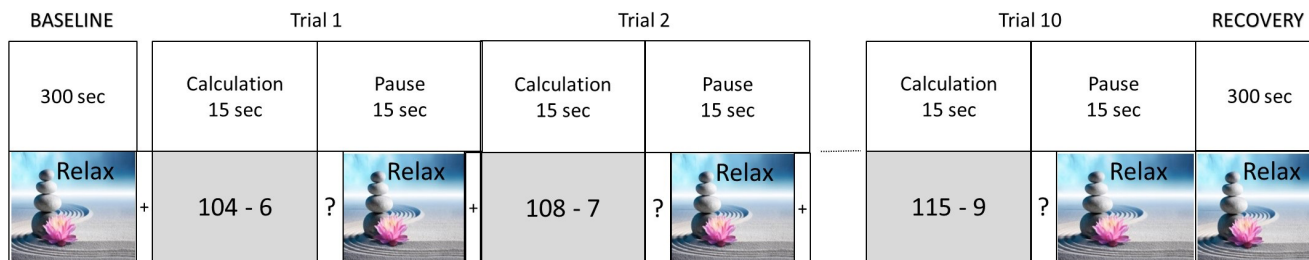 BASELINE Trial 1 Trial 2 Trial 10 RECOVERY
300 sec
Calculation
15 sec
Pause
15 sec
Calculation
15 sec
Pause
15 sec
Calculation
15 sec
Pause
15 sec
300 sec
Relax
+
104 - 6
?
Relax
+
108 - 7
?
Relax
+
115 - 9
?
Relax
Relax